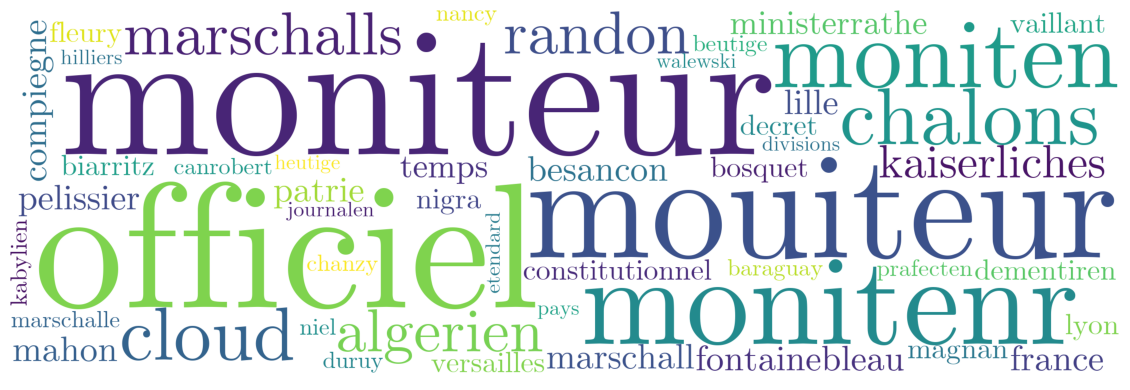 nancy
fleury
marschalls
randon
ministerrathe
vaillant
compiegne
hilliers
moniteur
beutige
walewski
moniten
lille
chalons
decret
divisions
biarritz
canrobert
heutige
temps
besancon
bosquet
kaiserliches
pelissier
patrie
journalen
nigra
mouiteur
officiel
kabylien
etendard
chanzy
constitutionnel
baraguay
prafecten
dementiren
monitenr
marschalle
cloud
niel
algerien
pays
lyon
mahon
duruy
versailles
marschall
fontainebleau
magnan
france